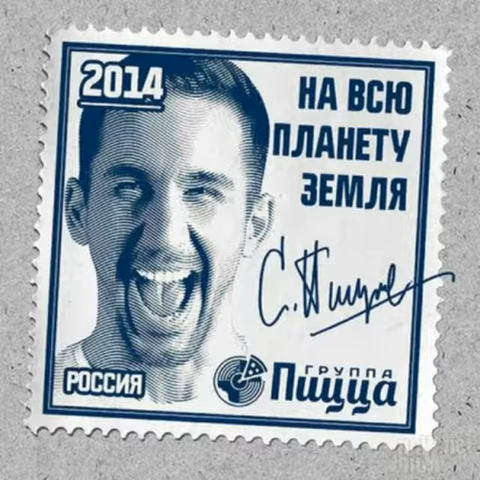 2014
НА ВСЮ
ПЛАНЕТУ
ЗЕМЛЯ
РОССИЯ
ГРУППА
Пицца